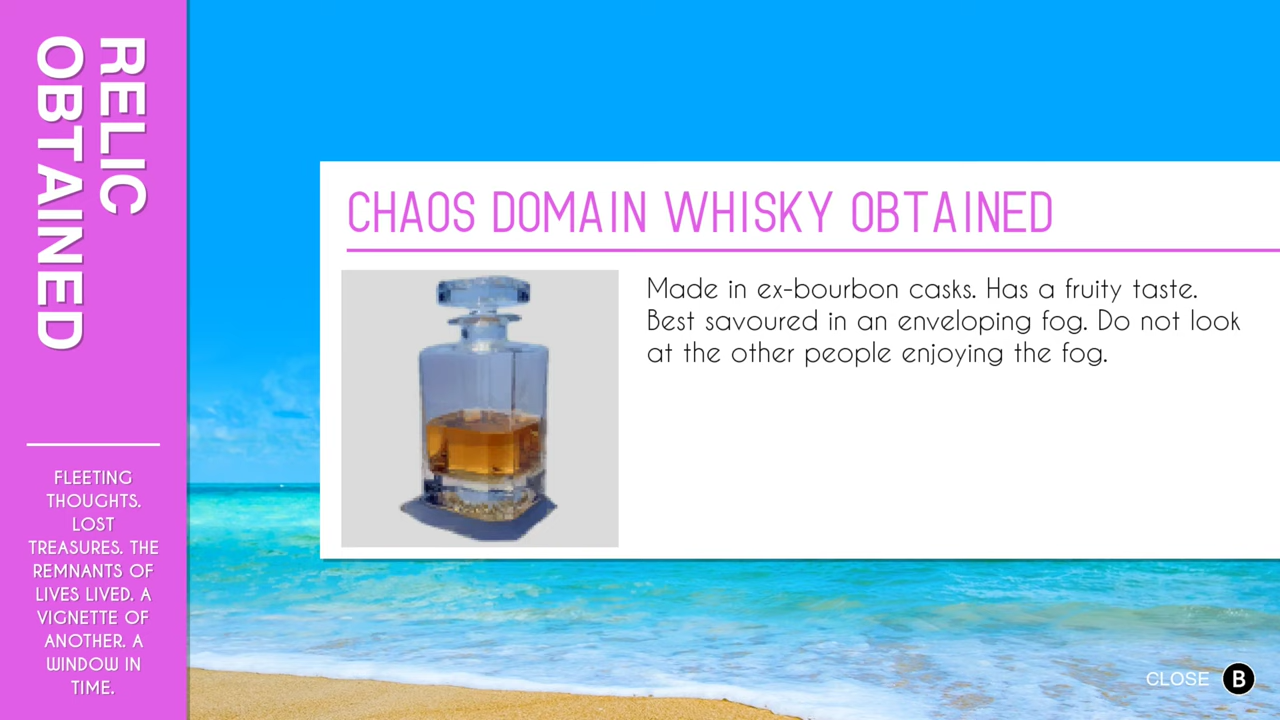 RELIC
OBTAINED
FLEETING
THOUGHTS.
LOST
TREASURES. THE
REMNANTS OF
LIVES LIVED. A
VIGNETTE OF
ANOTHER. A
WINDOW IN
TIME.
CHAOS DOMAIN WHISKY OBTAINED
Made in ex-bourbon casks. Has a fruity taste.
Best savoured in an enveloping fog. Do not look
at the other people enjoying the fog.
CLOSE B